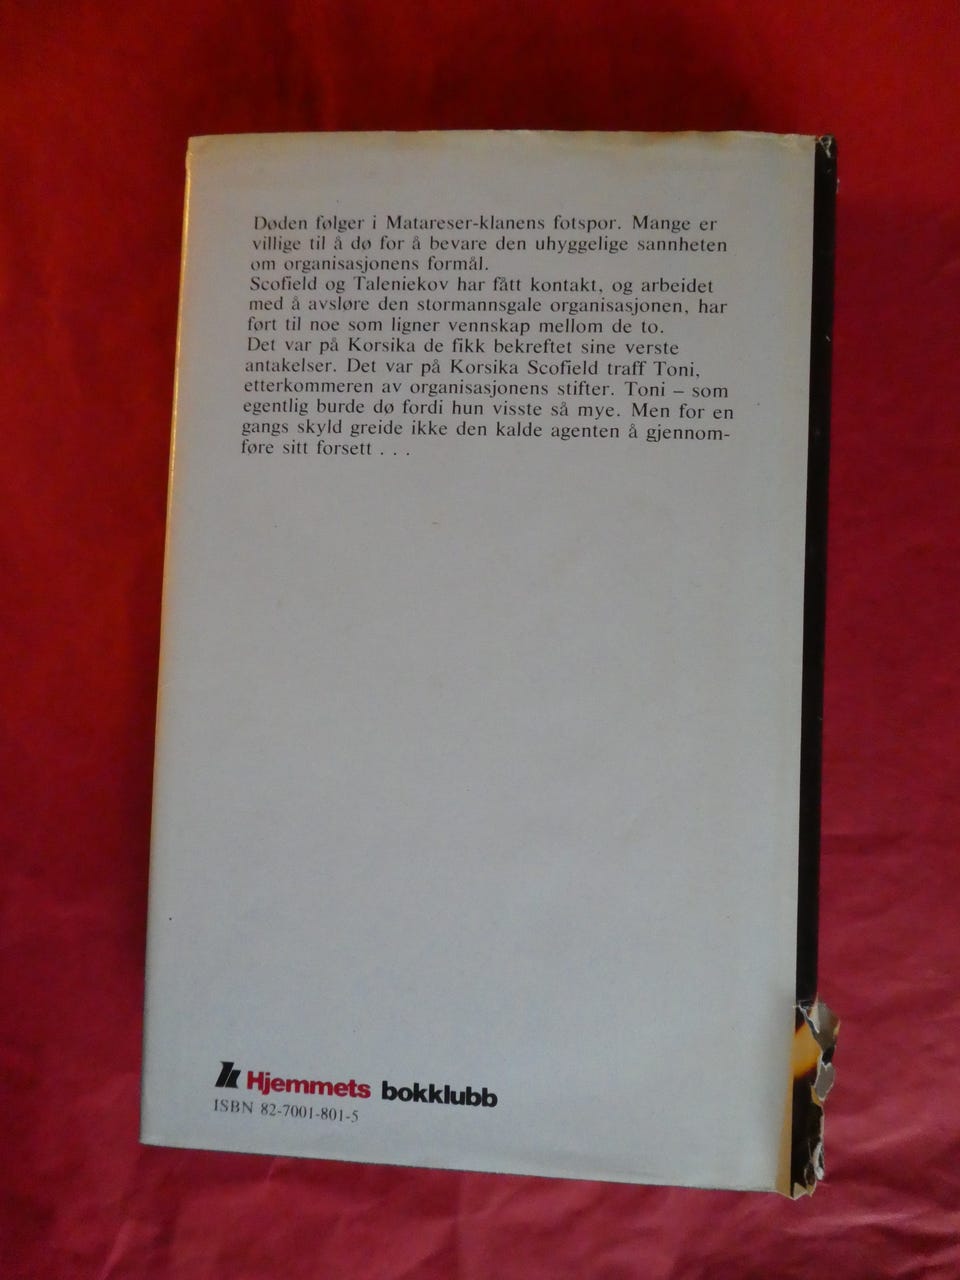 Døden følger i Matareser-klanens fotspor. Mange er
villige til å dø for å bevare den uhyggelige sannheten
om organisasjonens formål.
Scofield og Taleniekov har fått kontakt, og arbeidet
med å avsløre den stormannsgale organisasjonen, har
ført til noe som ligner vennskap mellom de to.
Det var på Korsika de fikk bekreftet sine verste
antakelser. Det var på Korsika Scofield traff Toni,
etterkommeren av organisasjonens stifter. Toni – som
egentlig burde dø fordi hun visste så mye. Men for en
gangs skyld greide ikke den kalde agenten å gjennom-
føre sitt forsett . . .
Hjemmets bokklubb
ISBN 82-7001-801-5